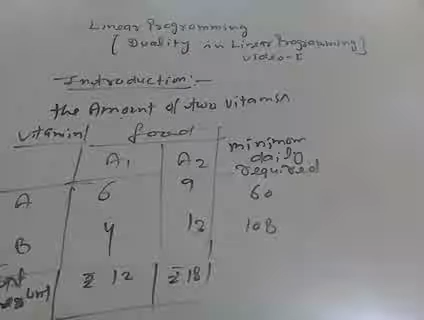 Linear Programming
[Duality in Linear Programming]
video-I
Introduction:-
the Amount of two vitamin
vitamin food minimom
A1 A2 daily
required
A 6 9 60
B 4 12 108
12 18